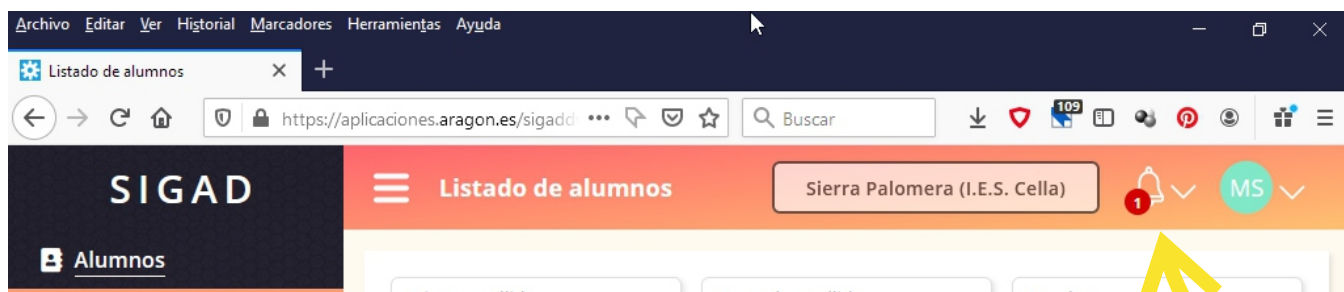 Archivo Editar Ver Historial Marcadores Herramientas Ayuda
Listado de alumnos
https://aplicaciones.aragon.es/sigadd
Buscar
109
SIGAD
Listado de alumnos
Sierra Palomera (I.E.S. Cella)
1
MS
Alumnos